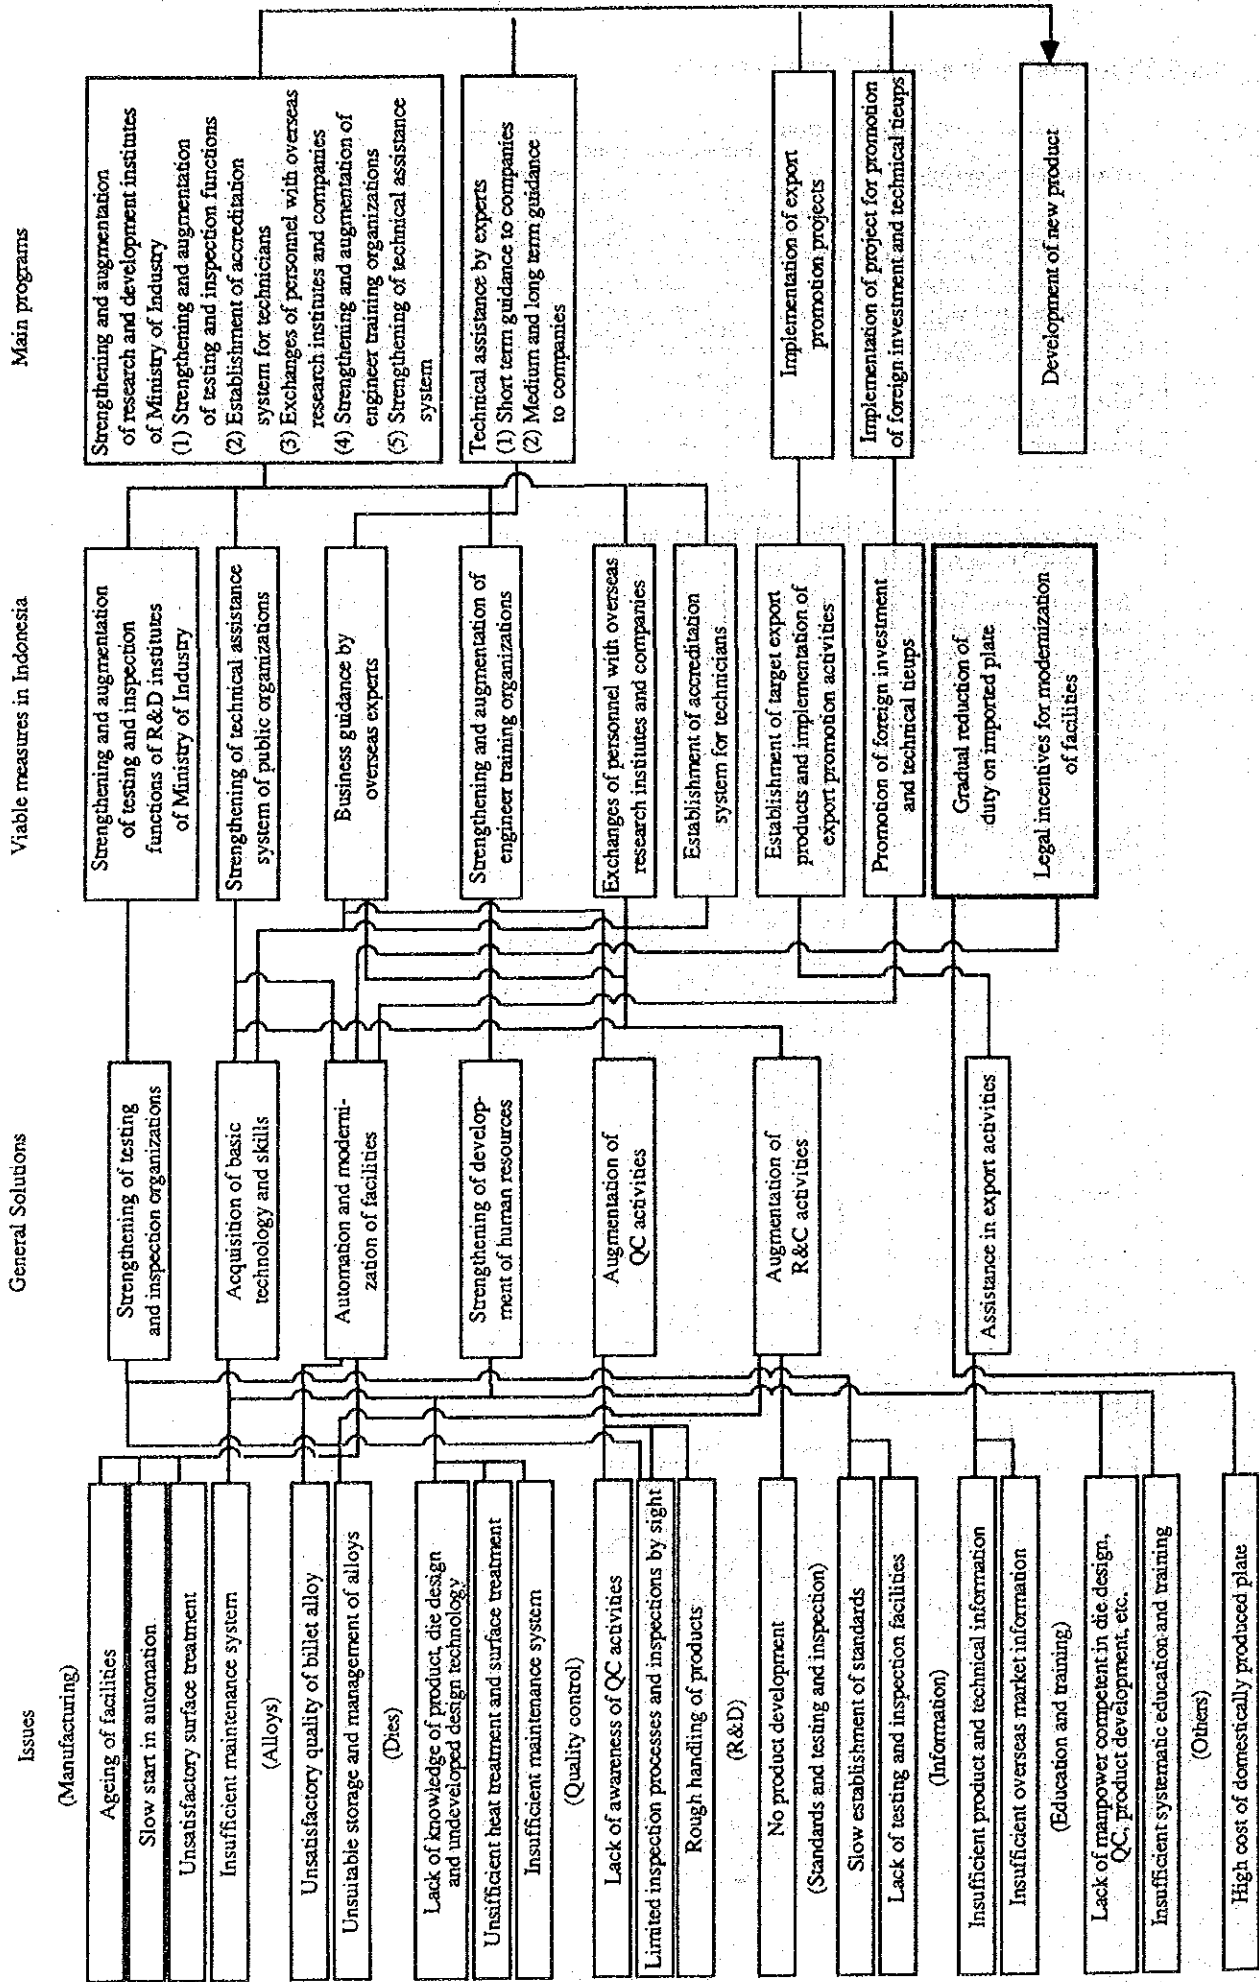 Issues
(Manufacturing)
Ageing of facilities
Slow start in automation
Unsatisfactory surface treatment
Insufficient maintenance system
(Alloys)
Unsatisfactory quality of billet alloy
Unsuitable storage and management of alloys
(Dies)
Lack of knowledge of product, die design
and undeveloped design technology
Unsifficient heat treatment and surface treatment
Insufficient maintenance system
(Quality control)
Lack of awareness of QC activities
Limited inspection processes and inspections by sight
Rough handling of products
(R&D)
No product development
(Standards and testing and inspection)
Slow establishment of standards
Lack of testing and inspection facilities
(Information)
Insufficient product and technical information
Insufficient overseas market information
(Education and training)
Lack of manpower competent in die design,
QC, product development, etc.
Insufficient systematic education and training
(Others)
High cost of domestically produced plate
General Solutions
Strengthening of testing
and inspection organizations
Acquisition of basic
technology and skills
Automation and moderni-
zation of facilities
Strengthening of develop-
ment of human resources
Augmentation of
QC activities
Augmentation of
R&C activities
Assistance in export activities
Viable measures in Indonesia
Strengthening and augmentation
of testing and inspection
functions of R&D institutes
of Ministry of Industry
Strengthening of technical assistance
system of public organizations
Business guidance by
overseas experts
Strengthening and augmentation of
engineer training organizations
Exchanges of personnel with overseas
research institutes and companies
Establishment of accreditation
system for technicians
Establishment of target export
products and implementation of
export promotion activities
Promotion of foreign investment
and technical tieups
Gradual reduction of
duty on imported plate
Legal incentives for modernization
of facilities
Main programs
Strengthening and augmentation
of research and development institutes
of Ministry of Industry
(1) Strengthening and augmentation
of testing and inspection functions
(2) Establishment of accreditation
system for technicians
(3) Exchanges of personnel with overseas
research institutes and companies
(4) Strengthening and augmentation of
engineer training organizations
(5) Strengthening of technical assistance
system
Technical assistance by experts
(1) Short term guidance to companies
(2) Medium and long term guidance
to companies
Implementation of export
promotion projects
Implementation of project for promotion
of foreign investment and technical tieups
Development of new product